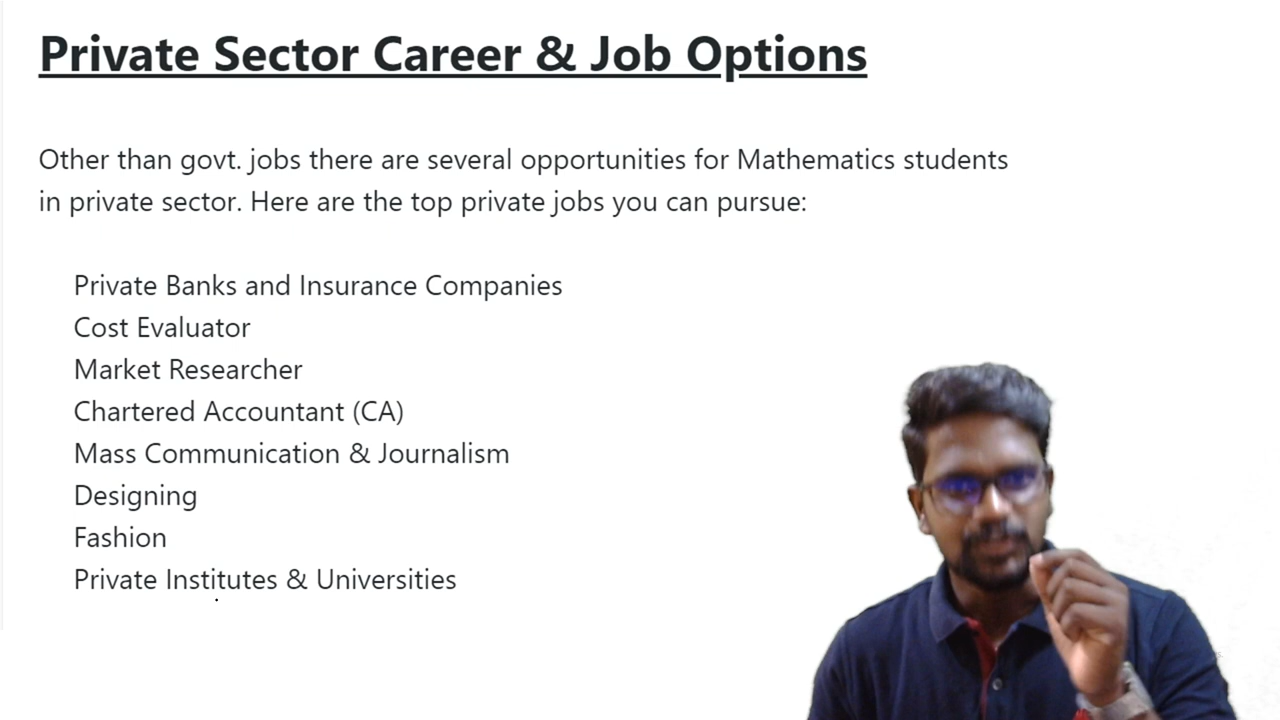 Private Sector Career & Job Options
Other than govt. jobs there are several opportunities for Mathematics students
in private sector. Here are the top private jobs you can pursue:
Private Banks and Insurance Companies
Cost Evaluator
Market Researcher
Chartered Accountant (CA)
Mass Communication & Journalism
Designing
Fashion
Private Institutes & Universities